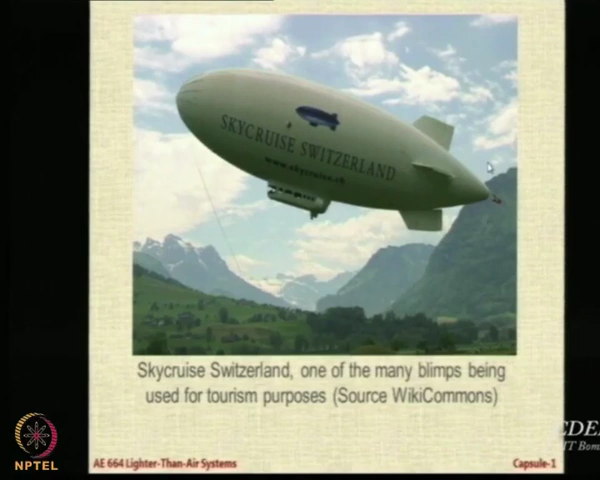 SKYCRUISE SWITZERLAND
www.skycruise.ch
Skycruise Switzerland, one of the many blimps being
used for tourism purposes (Source WikiCommons)
NPTEL
AE 664 Lighter-Than-Air Systems
Capsule-1